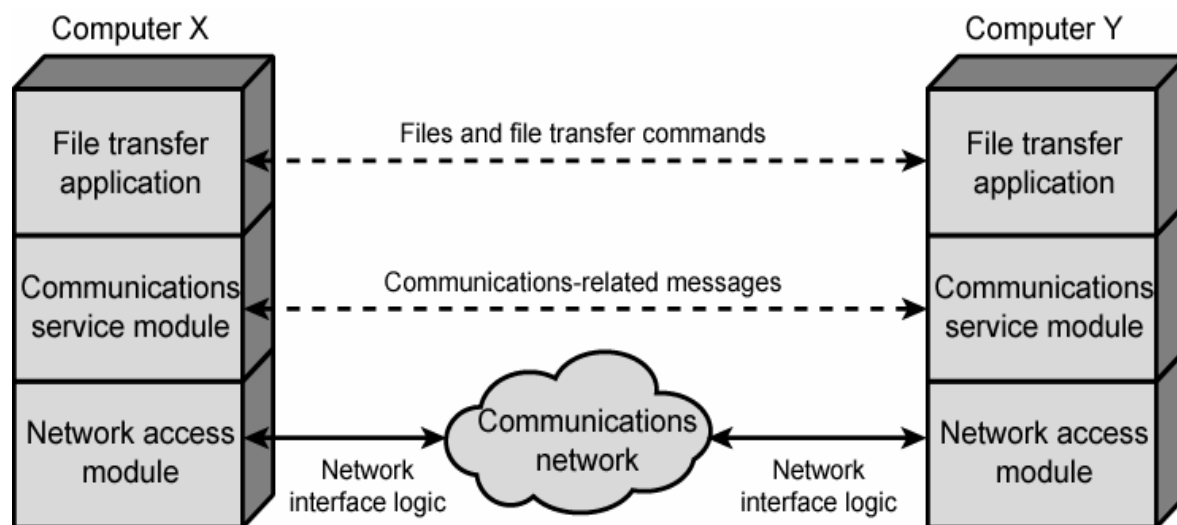 Computer X
Computer Y
File transfer
application
Files and file transfer commands
File transfer
application
Communications
service module
Communications-related messages
Communications
service module
Network access
module
Network
interface logic
Communications
network
Network
interface logic
Network access
module